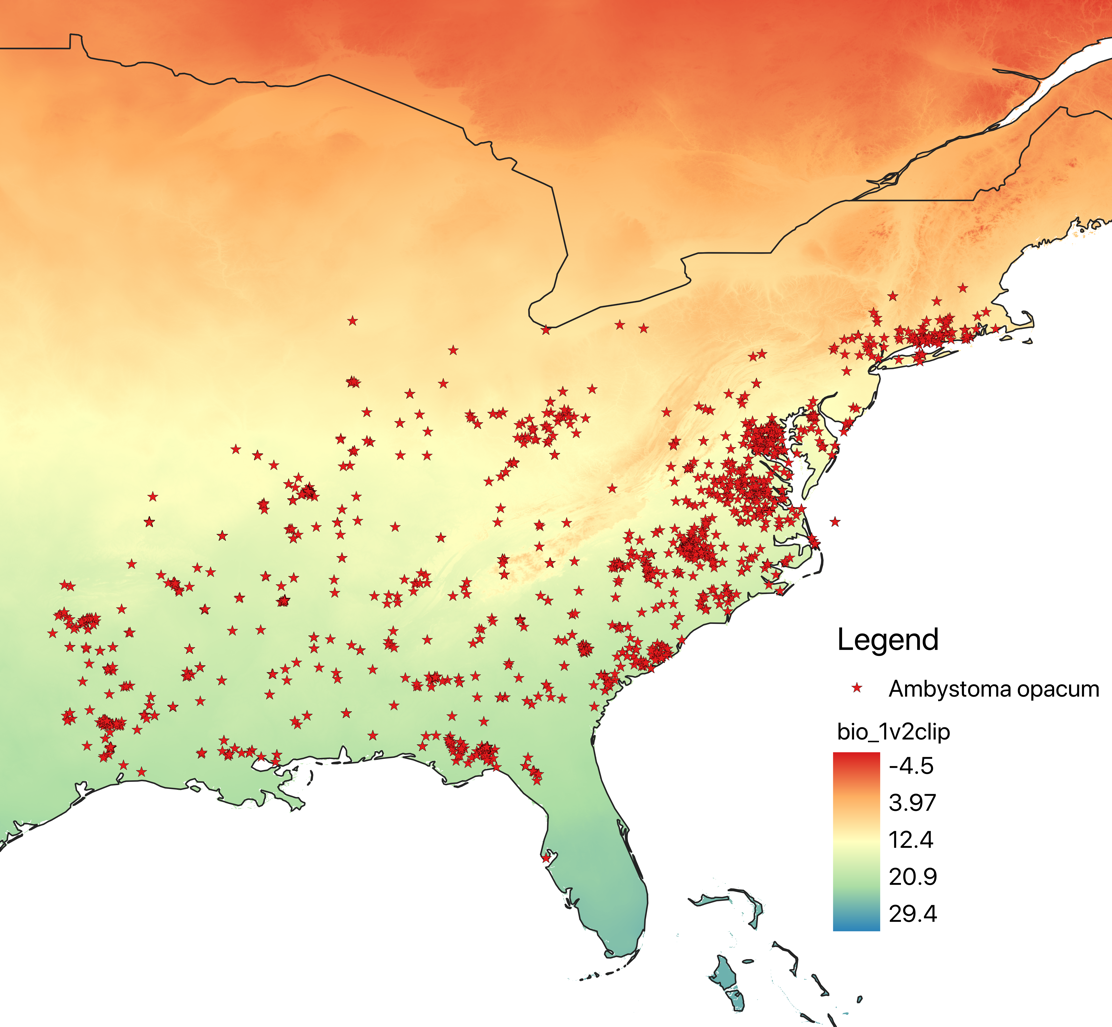 Legend
Ambystoma opacum
bio_1v2clip
-4.5
3.97
12.4
20.9
29.4